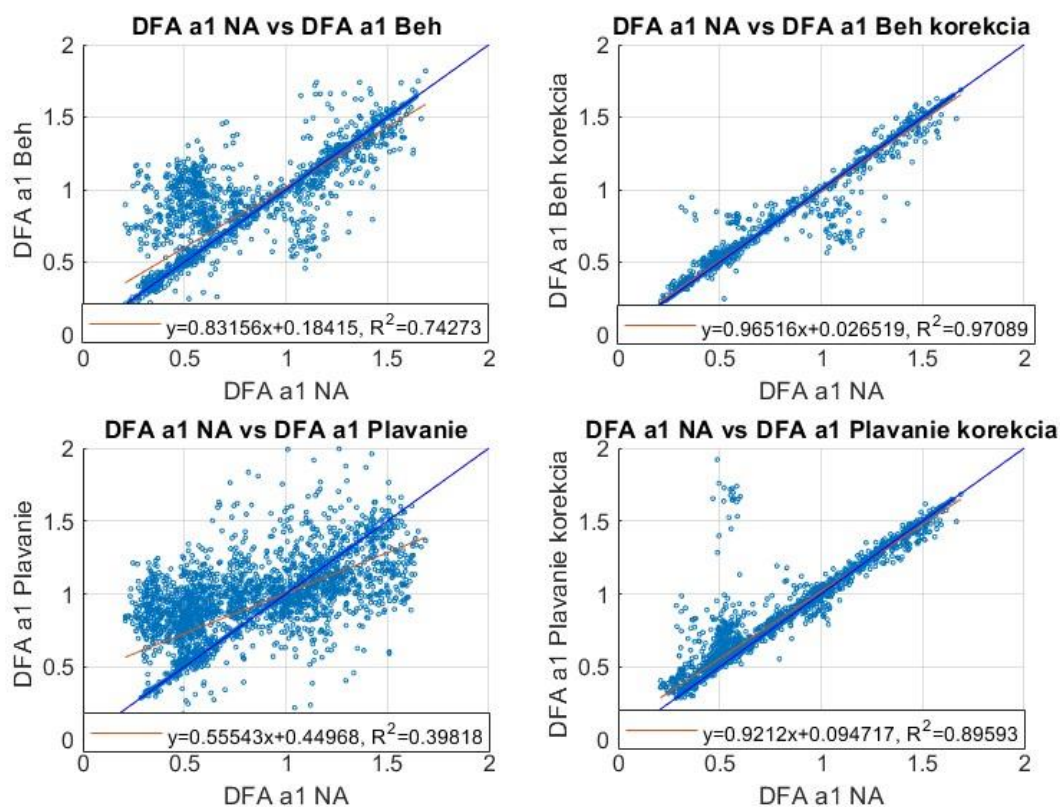 DFA a1 NA vs DFA a1 Beh
2
1.5
1
0.5
0
DFA a1 Beh
y=0.83156x+0.18415, R²=0.74273
0 0.5 1 1.5 2
DFA a1 NA
DFA a1 NA vs DFA a1 Beh korekcia
2
1.5
1
0.5
0
DFA a1 Beh korekcia
y=0.96516x+0.026519, R²=0.97089
0 0.5 1 1.5 2
DFA a1 NA
DFA a1 NA vs DFA a1 Plavanie
2
1.5
1
0.5
0
DFA a1 Plavanie
y=0.55543x+0.44968, R²=0.39818
0 0.5 1 1.5 2
DFA a1 NA
DFA a1 NA vs DFA a1 Plavanie korekcia
2
1.5
1
0.5
0
DFA a1 Plavanie korekcia
y=0.9212x+0.094717, R²=0.89593
0 0.5 1 1.5 2
DFA a1 NA